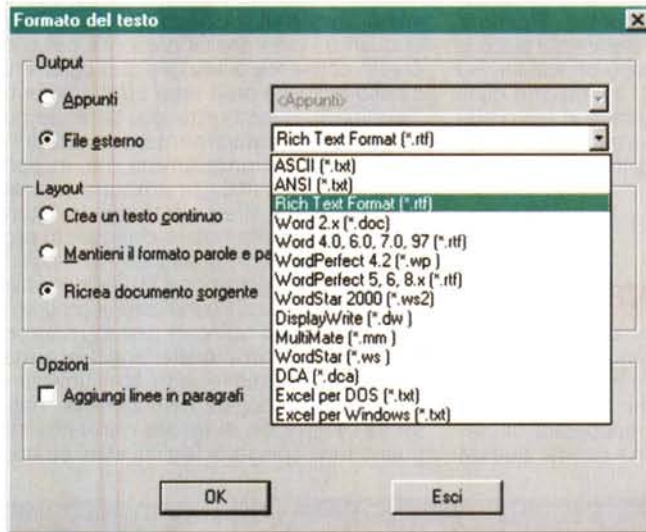 Formato del testo
Output
Appunti
<Appunti>
File esterno
Rich Text Format (*.rtf)
ASCII (*.txt)
ANSI (*.txt)
Rich Text Format (*.rtf)
Word 2.x (*.doc)
Word 4.0, 6.0, 7.0, 97 (*.rtf)
WordPerfect 4.2 (*.wp )
WordPerfect 5, 6, 8.x (*.rtf)
WordStar 2000 (*.ws2)
DisplayWrite (*.dw )
MultiMate (*.mm )
WordStar (*.ws )
DCA (*.dca)
Excel per DOS (*.txt)
Excel per Windows (*.txt)
Layout
Crea un testo continuo
Mantieni il formato parole e pa
Ricrea documento sorgente
Opzioni
Aggiungi linee in paragrafi
OK
Esci